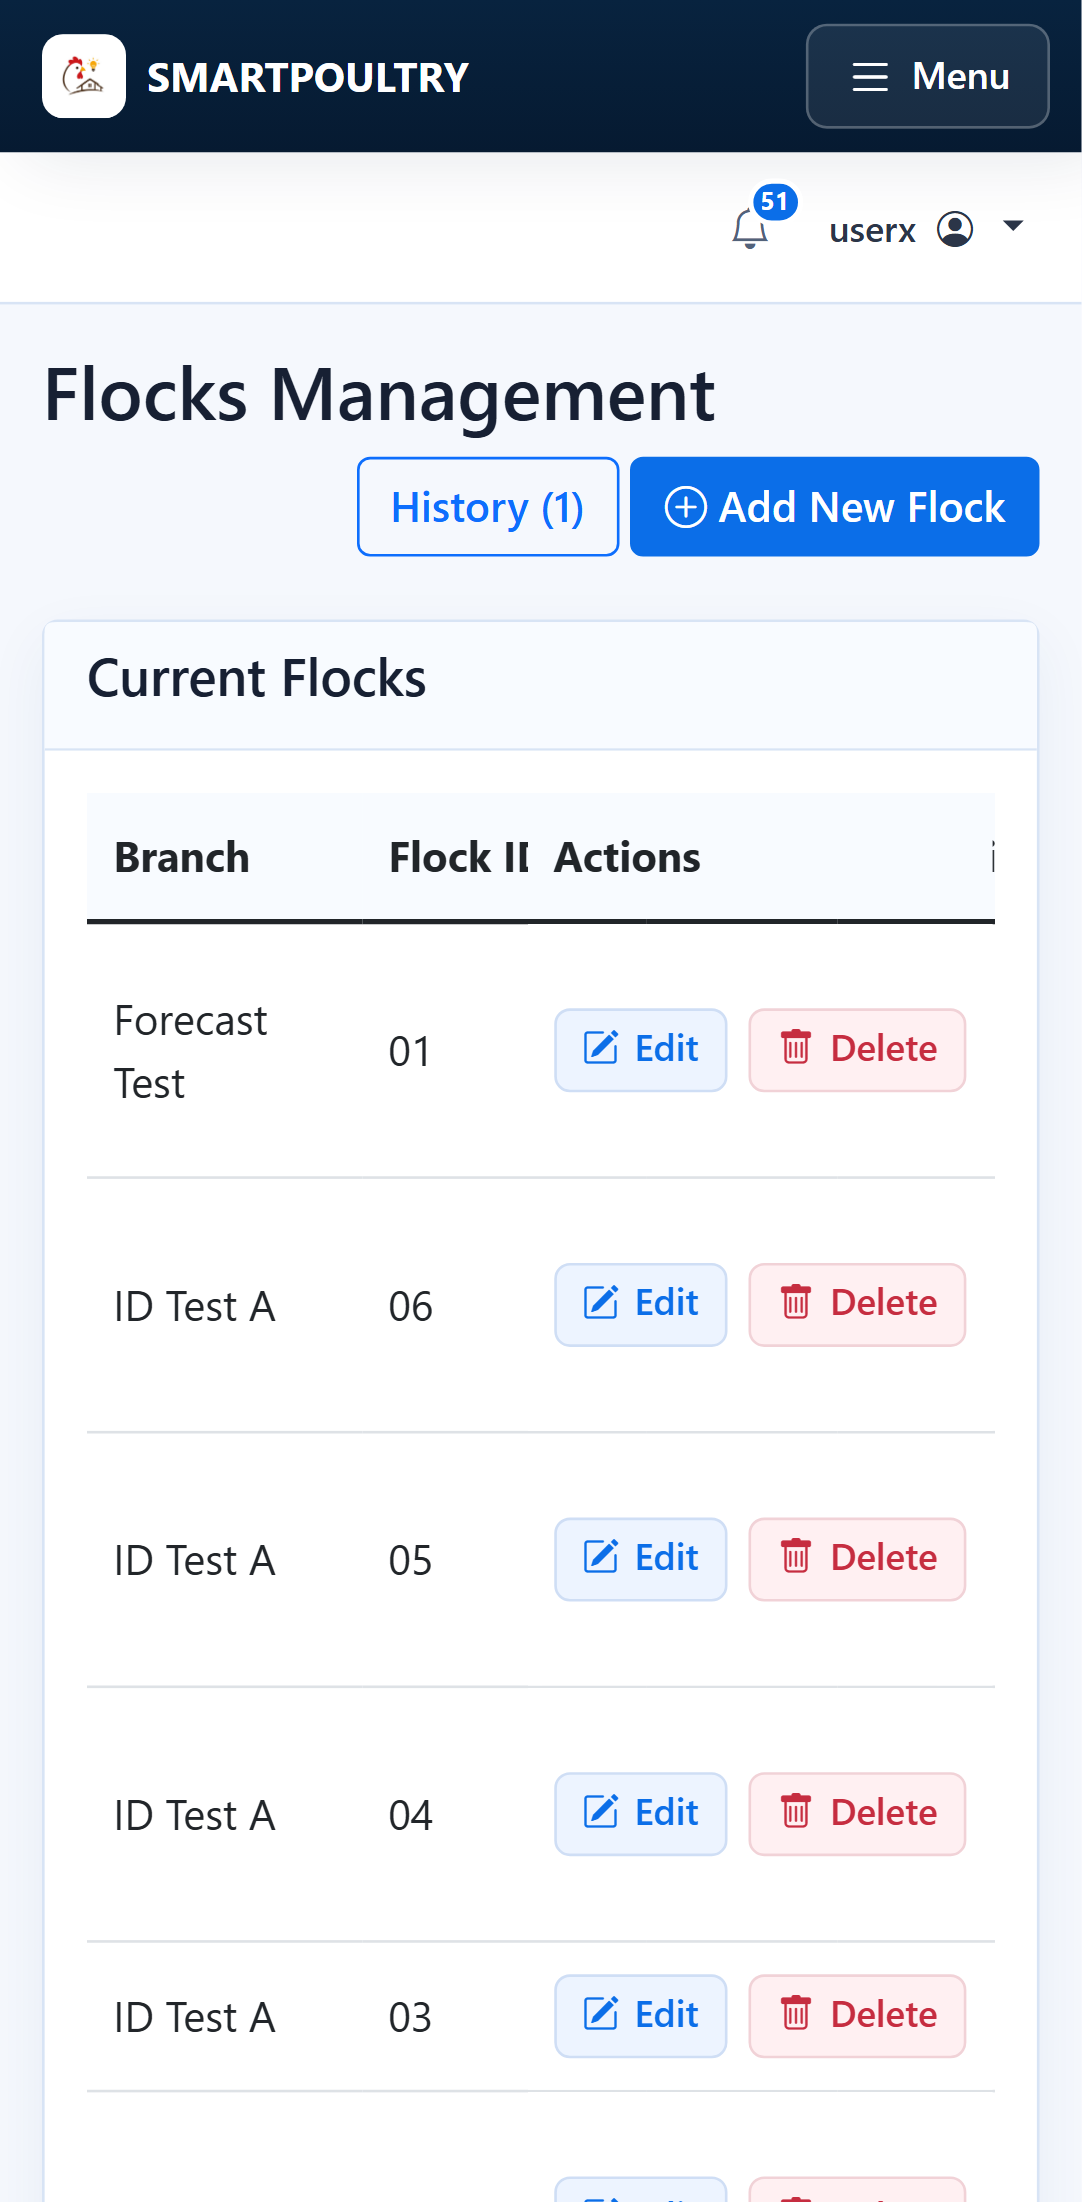 SMARTPOULTRY
Menu
51
userx
Flocks Management
History (1)
Add New Flock
Current Flocks
Branch Flock ID Actions
Forecast Test 01 Edit Delete
ID Test A 06 Edit Delete
ID Test A 05 Edit Delete
ID Test A 04 Edit Delete
ID Test A 03 Edit Delete